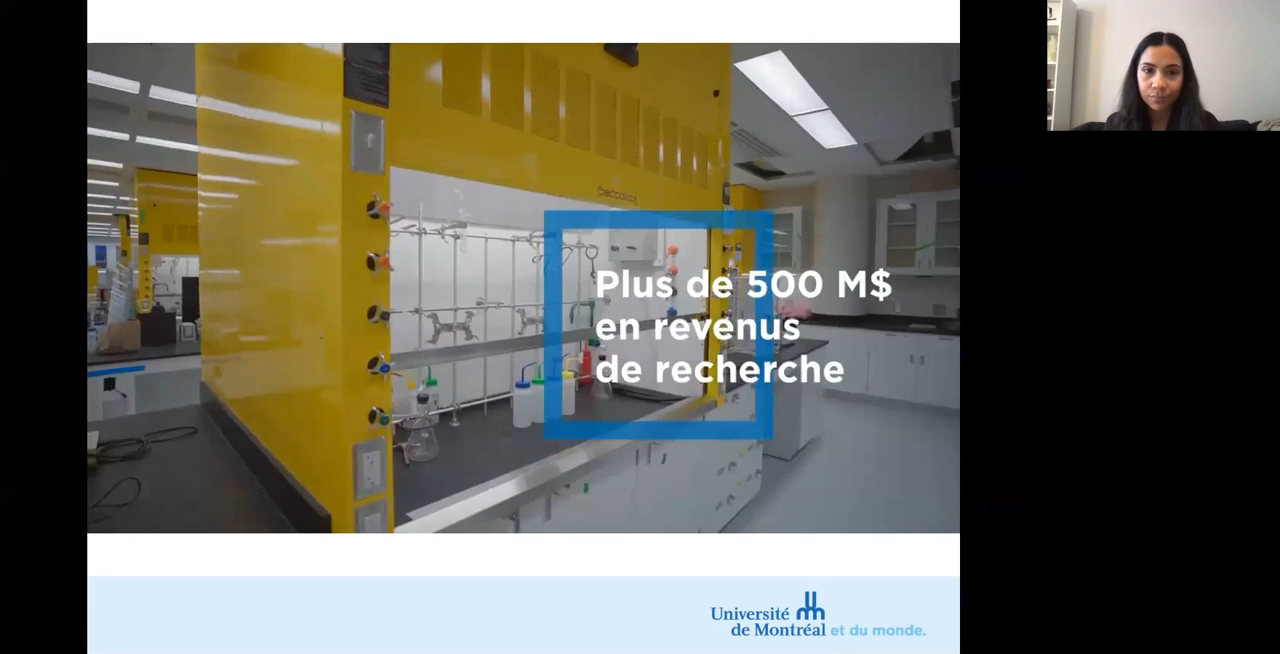 Plus de 500 M$
en revenus
de recherche
Université
de Montréal et du monde.